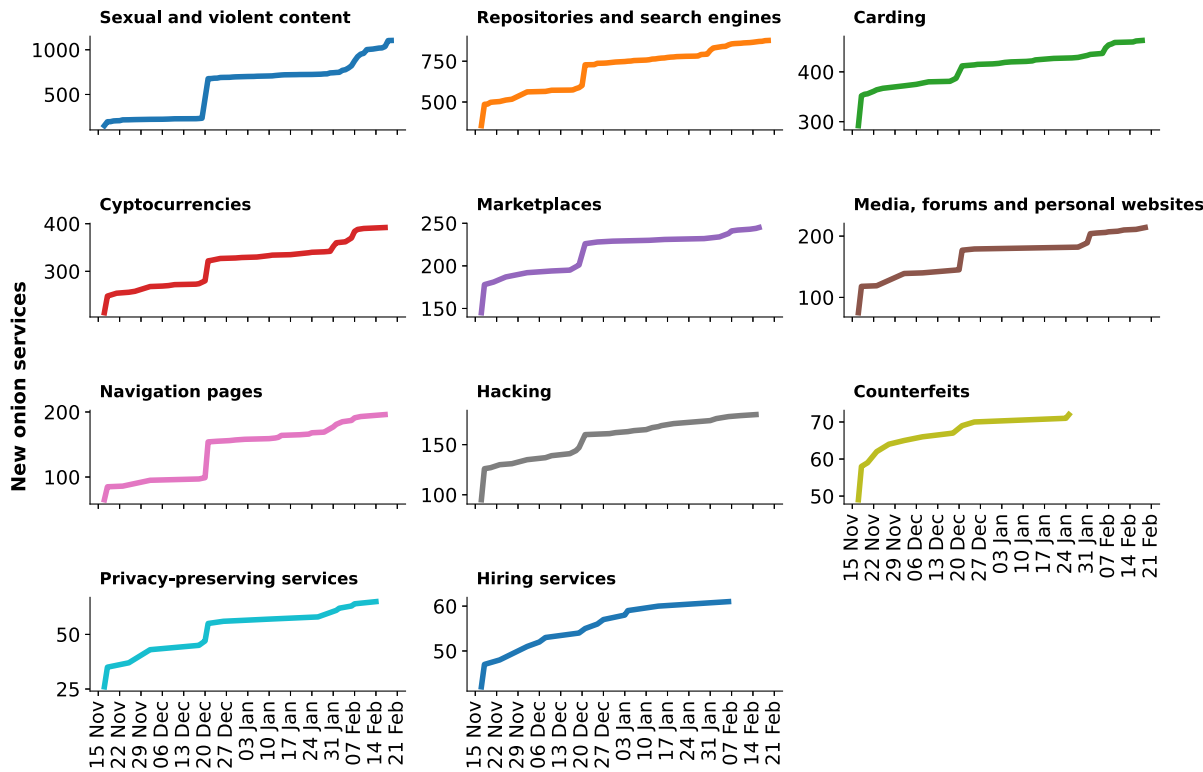 Sexual and violent content
Repositories and search engines
Carding
1000
500
750
500
400
300
Cyptocurrencies
Marketplaces
Media, forums and personal websites
400
300
250
200
150
200
100
New onion services
Navigation pages
Hacking
Counterfeits
200
100
150
100
70
60
50
15 Nov
22 Nov
29 Nov
06 Dec
13 Dec
20 Dec
27 Dec
03 Jan
10 Jan
17 Jan
24 Jan
31 Jan
07 Feb
14 Feb
21 Feb
Privacy-preserving services
Hiring services
50
25
60
50
15 Nov
22 Nov
29 Nov
06 Dec
13 Dec
20 Dec
27 Dec
03 Jan
10 Jan
17 Jan
24 Jan
31 Jan
07 Feb
14 Feb
21 Feb
15 Nov
22 Nov
29 Nov
06 Dec
13 Dec
20 Dec
27 Dec
03 Jan
10 Jan
17 Jan
24 Jan
31 Jan
07 Feb
14 Feb
21 Feb